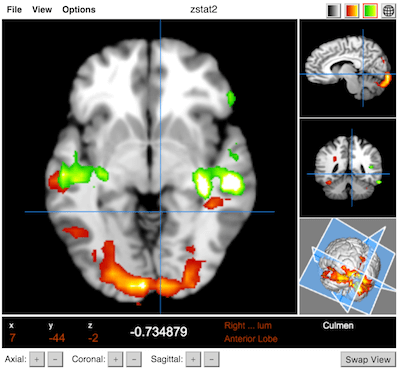 File View Options zstat2
x y z -0.734879 Right ... lum Culmen
7 -44 -2 Anterior Lobe
Axial: + - Coronal: + - Sagittal: + - Swap View